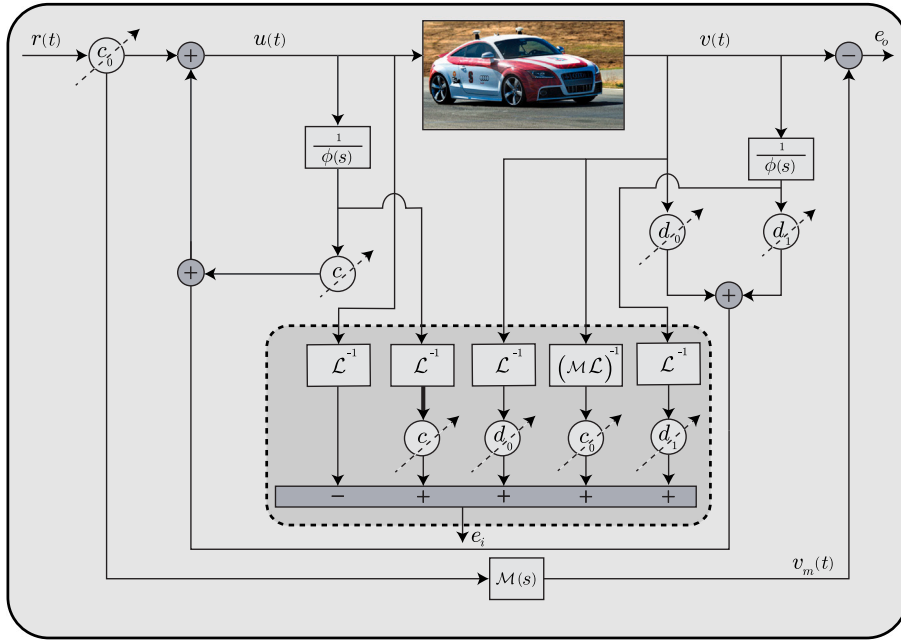 r(t)
c₀
+
u(t)
v(t)
−
eₒ
1/ϕ(s)
1/ϕ(s)
d₀
d₁
+
c
+
ℒ⁻¹
ℒ⁻¹
ℒ⁻¹
(ℳℒ)⁻¹
ℒ⁻¹
c
d₀
c₀
d₁
− + + + +
eᵢ
ℳ(s)
vₘ(t)